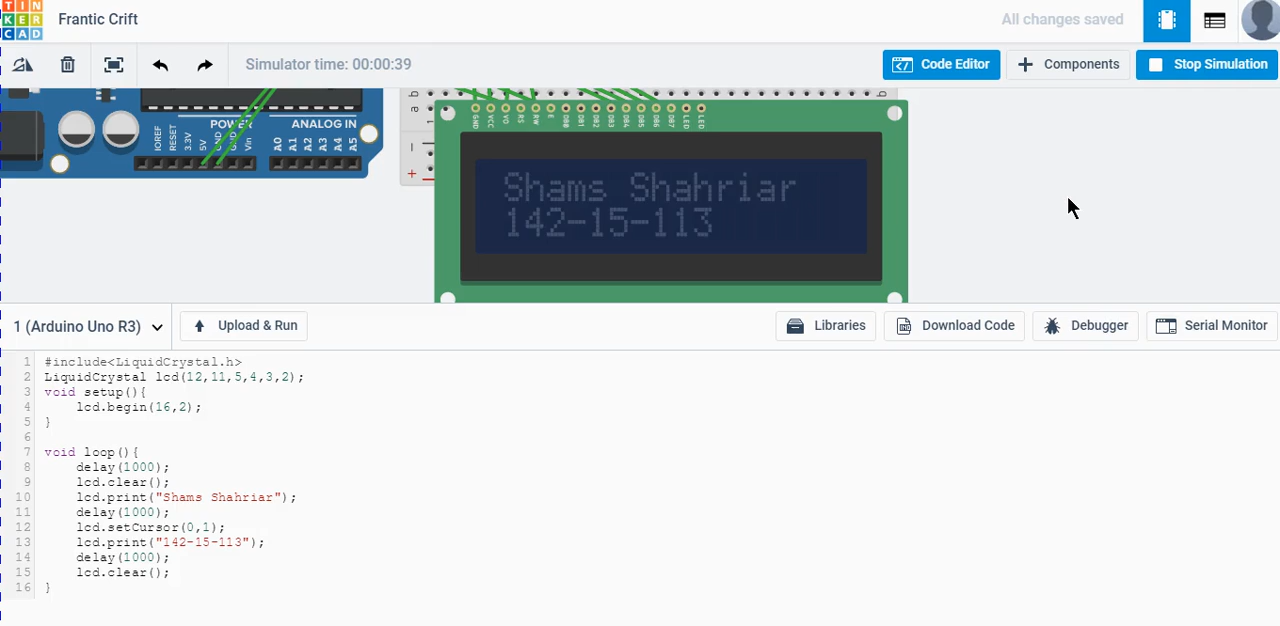 TINKERCAD
Frantic Crift
All changes saved
Simulator time: 00:00:39
Code Editor
Components
Stop Simulation
IOREF
RESET
3.3V
5V
GND
GND
Vin
POWER
ANALOG IN
A0
A1
A2
A3
A4
A5
b
a
1
b
GND
VCC
VO
RS
RW
E
DB0
DB1
DB2
DB3
DB4
DB5
DB6
DB7
LED
LED
Shams Shahriar
142-15-113
1 (Arduino Uno R3)
Upload & Run
Libraries
Download Code
Debugger
Serial Monitor
1 #include<LiquidCrystal.h>
2 LiquidCrystal lcd(12,11,5,4,3,2);
3 void setup(){
4 lcd.begin(16,2);
5 }
6
7 void loop(){
8 delay(1000);
9 lcd.clear();
10 lcd.print("Shams Shahriar");
11 delay(1000);
12 lcd.setCursor(0,1);
13 lcd.print("142-15-113");
14 delay(1000);
15 lcd.clear();
16 }